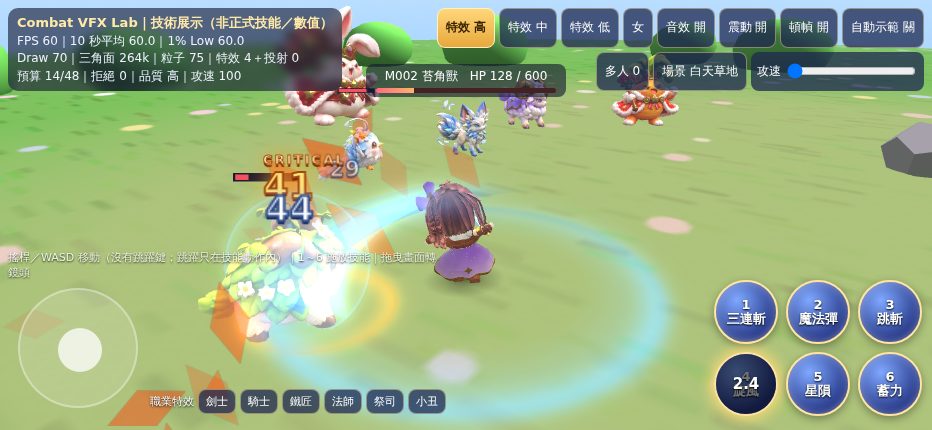 Combat VFX Lab｜技術展示（非正式技能／數值）
FPS 60｜10 秒平均 60.0｜1% Low 60.0
Draw 70｜三角面 264k｜粒子 75｜特效 4＋投射 0
預算 14/48｜拒絕 0｜品質 高｜攻速 100
特效 高
特效 中
特效 低
女
音效 開
震動 開
頓幀 開
自動示範 關
多人 0
場景 白天草地
攻速
M002 苔角獸 HP 128 / 600
CRITICAL
29
41
44
搖桿／WASD 移動（沒有跳躍鍵；跳躍只在技能動作內）｜1～6 施放技能｜拖曳畫面轉
鏡頭
1
三連斬
2
魔法彈
3
跳斬
4
2.4
旋風
5
星隕
6
蓄力
職業特效
劍士
騎士
鐵匠
法師
祭司
小丑